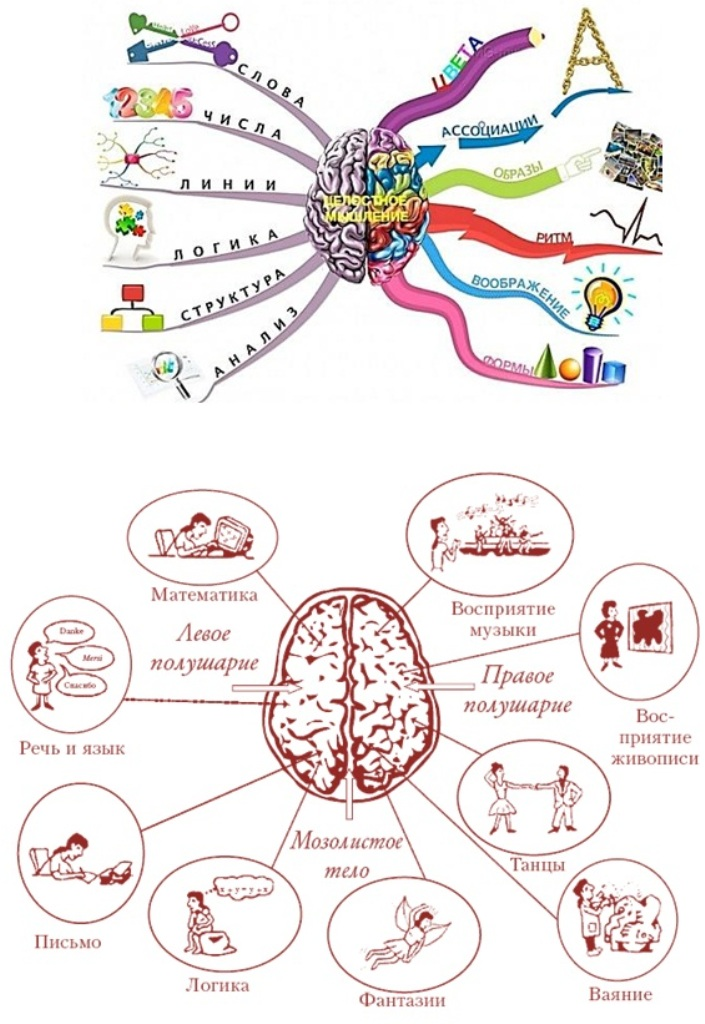 СЛОВА
ЧИСЛА
ЛИНИИ
ЛОГИКА
СТРУКТУРА
АНАЛИЗ
ЦЕЛОСТНОЕ
МЫШЛЕНИЕ
ЦВЕТА
АССОЦИАЦИИ
ОБРАЗЫ
РИТМ
ВООБРАЖЕНИЕ
ФОРМЫ
A
12345
Математика
Восприятие
музыки
Левое
полушарие
Правое
полушарие
Danke
Merci
Спасибо
Речь и язык
Вос-
приятие
живописи
Мозолистое
тело
Танцы
Письмо
Логика
Фантазии
Ваяние